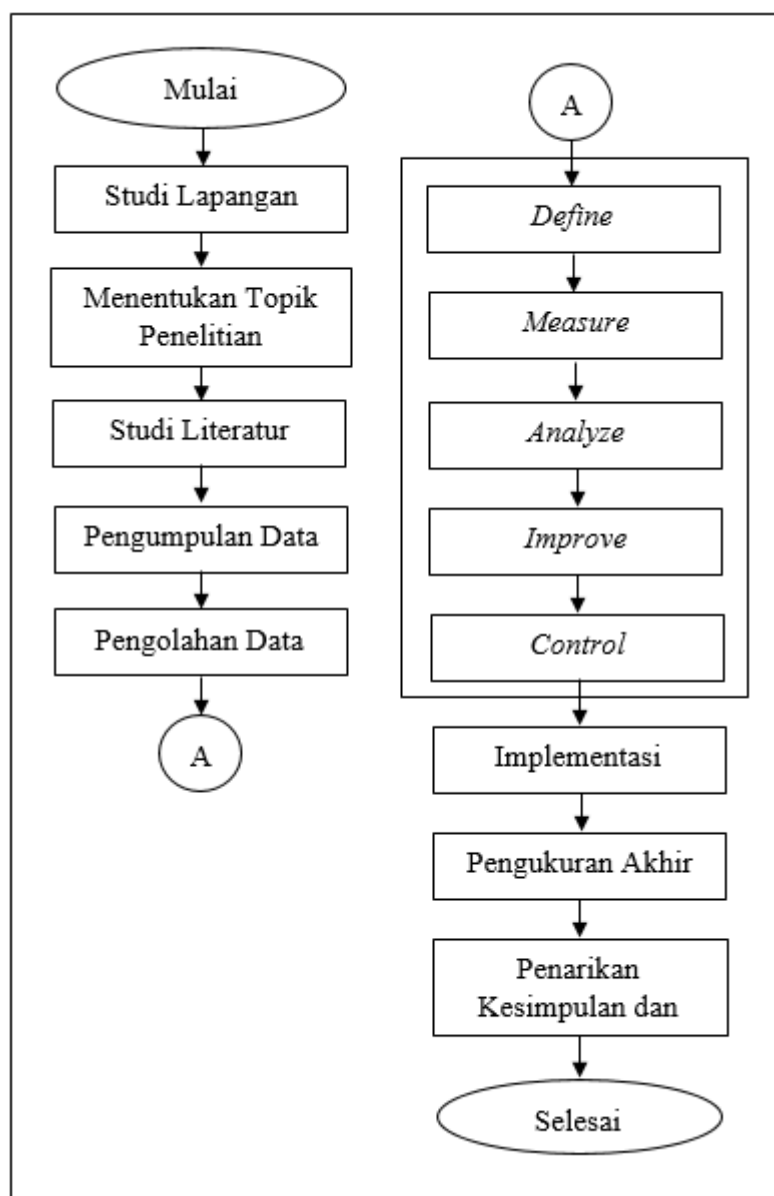 Mulai
Studi Lapangan
Menentukan Topik
Penelitian
Studi Literatur
Pengumpulan Data
Pengolahan Data
A
A
Define
Measure
Analyze
Improve
Control
Implementasi
Pengukuran Akhir
Penarikan
Kesimpulan dan
Selesai